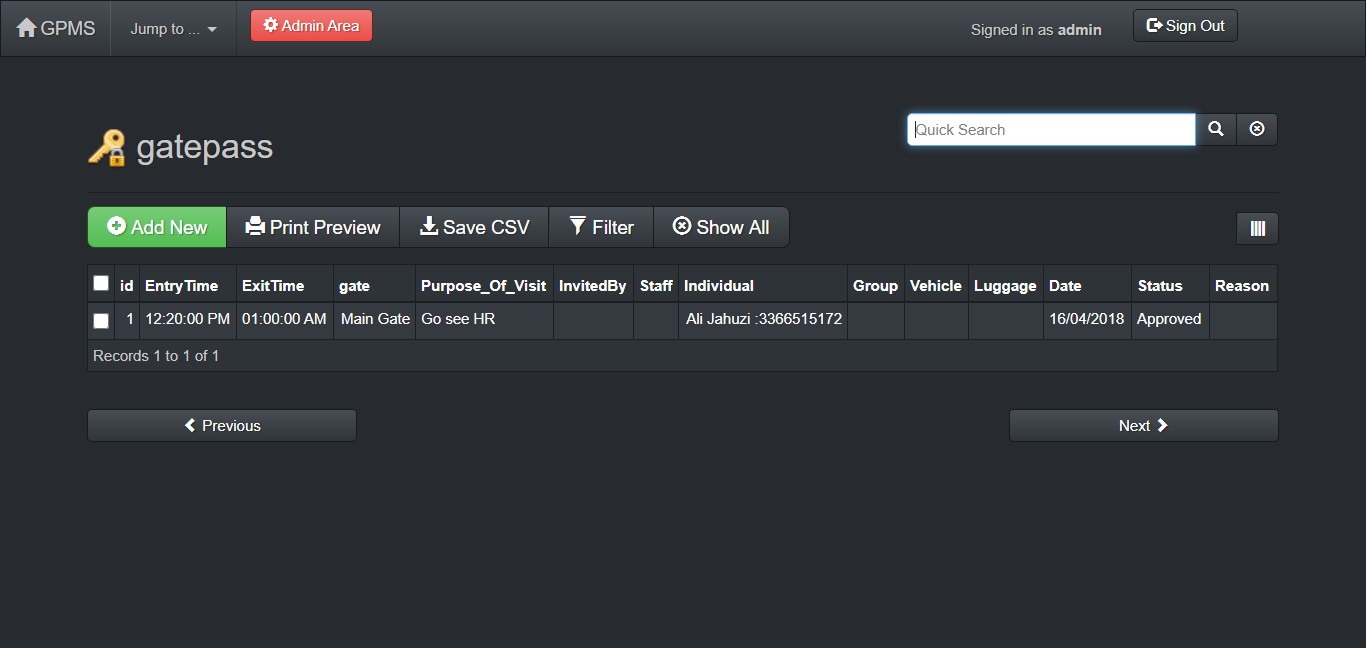 GPMS Jump to ... Admin Area Signed in as admin Sign Out
Quick Search
gatepass
Add New Print Preview Save CSV Filter Show All
id EntryTime ExitTime gate Purpose_Of_Visit InvitedBy Staff Individual Group Vehicle Luggage Date Status Reason
1 12:20:00 PM 01:00:00 AM Main Gate Go see HR Ali Jahuzi :3366515172 16/04/2018 Approved
Records 1 to 1 of 1
Previous Next